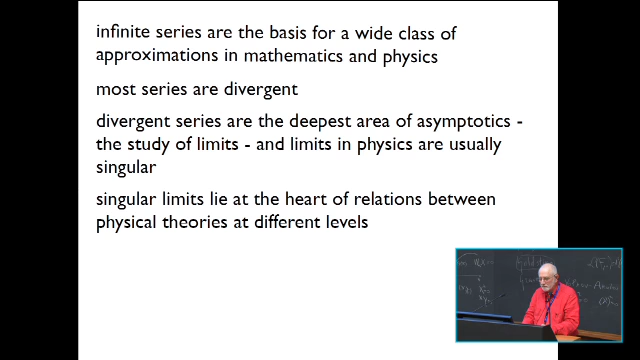 infinite series are the basis for a wide class of
approximations in mathematics and physics
most series are divergent
divergent series are the deepest area of asymptotics -
the study of limits - and limits in physics are usually
singular
singular limits lie at the heart of relations between
physical theories at different levels